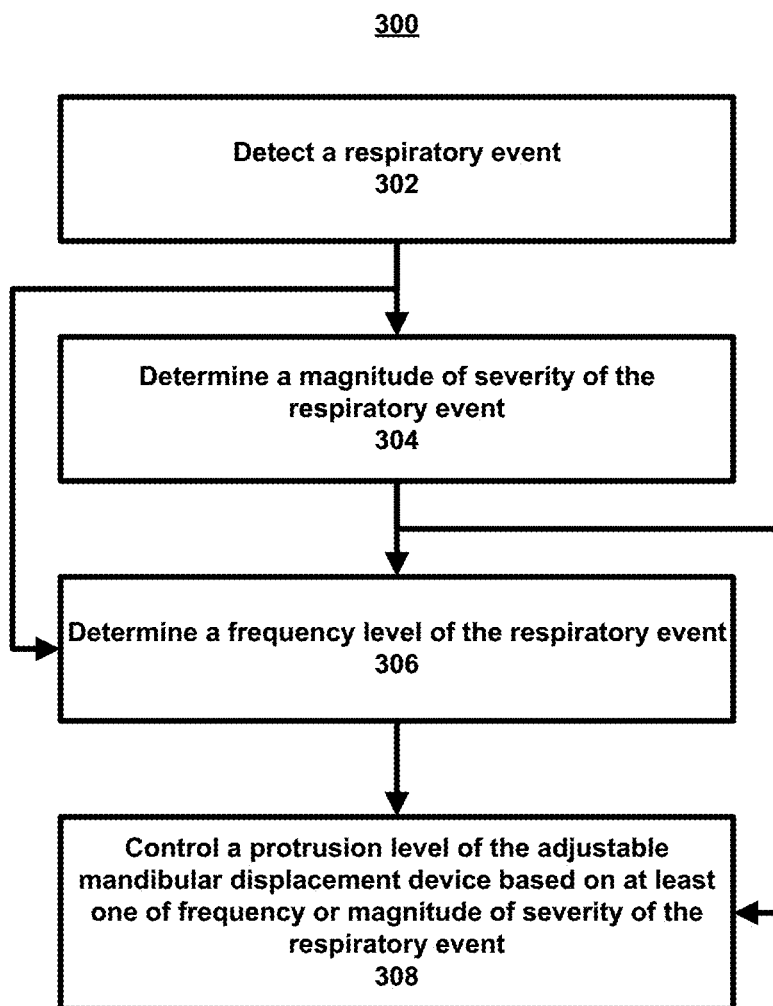 300
Detect a respiratory event
302
Determine a magnitude of severity of the
respiratory event
304
Determine a frequency level of the respiratory event
306
Control a protrusion level of the adjustable
mandibular displacement device based on at least
one of frequency or magnitude of severity of the
respiratory event
308